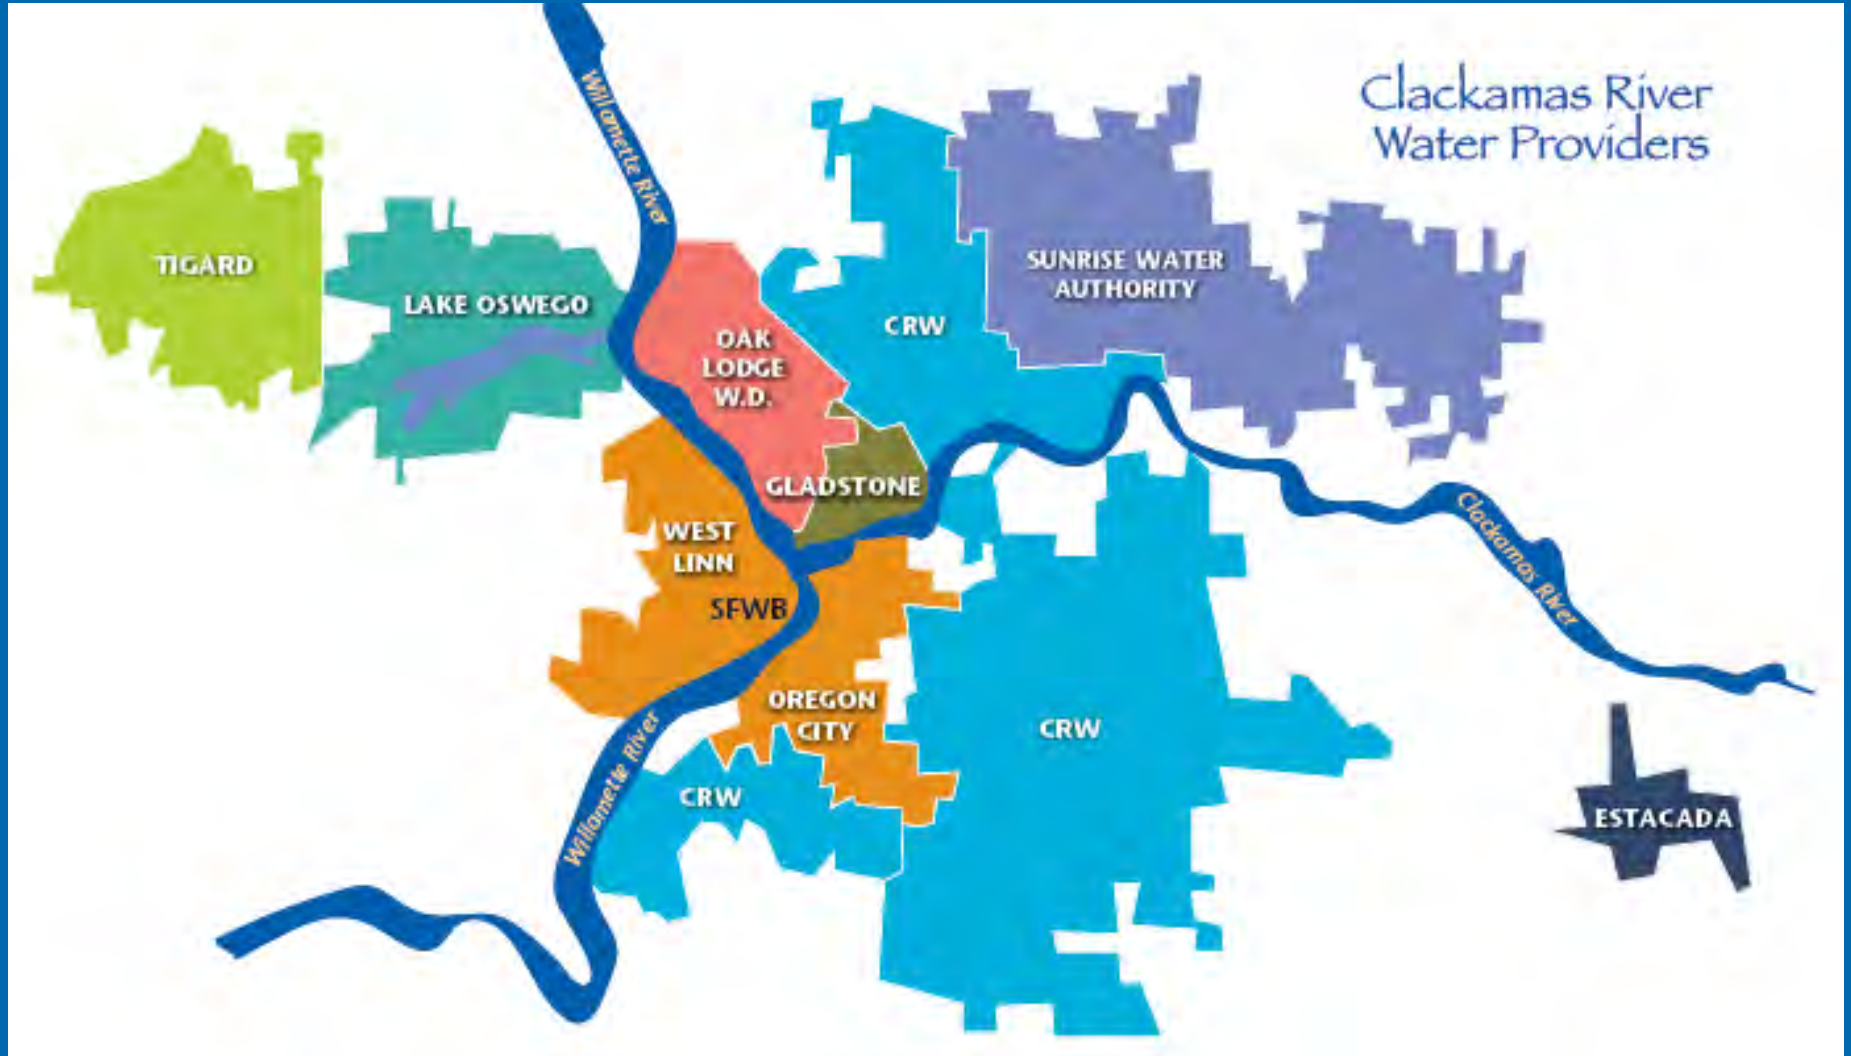 Clackamas River
Water Providers
Willamette River
TIGARD
LAKE OSWEGO
OAK
LODGE
W.D.
CRW
SUNRISE WATER
AUTHORITY
GLADSTONE
WEST
LINN
SFWB
Clackamas River
OREGON
CITY
CRW
CRW
Willamette River
ESTACADA